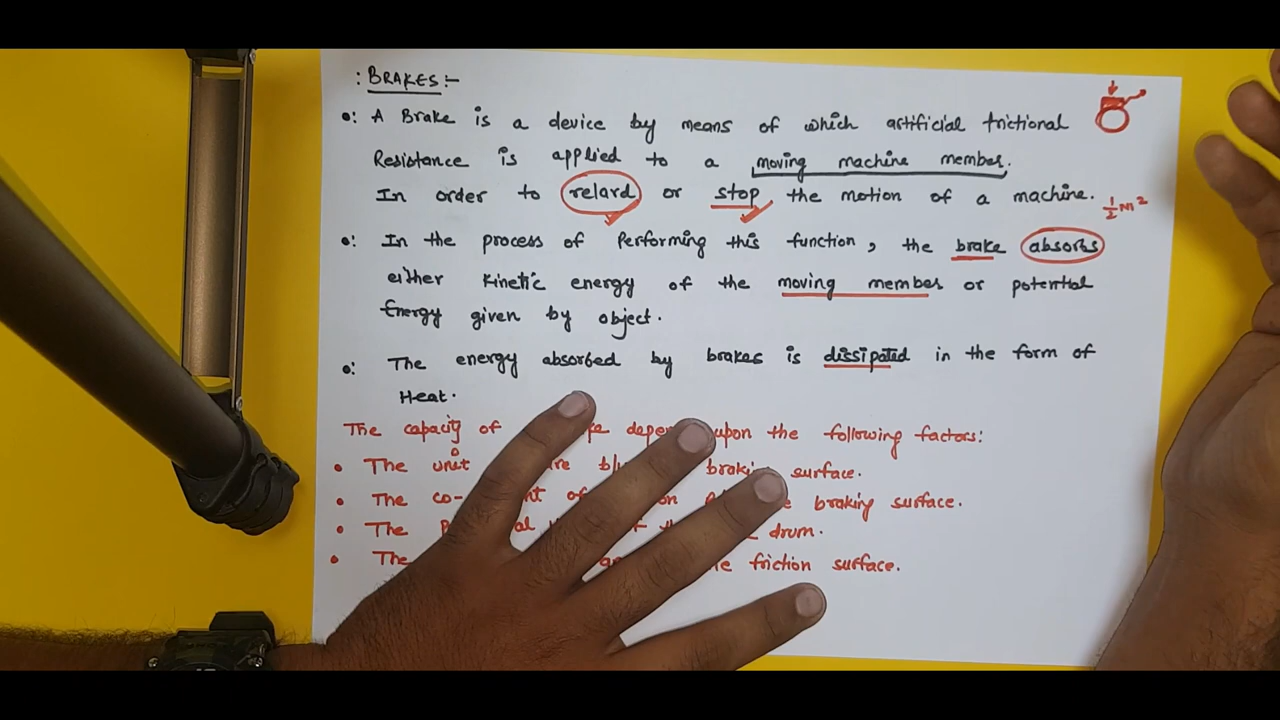 : BRAKES:-
A Brake is a device by means of which artificial frictional
Resistance is applied to a moving machine member.
In order to relard or stop the motion of a machine.
In the process of Performing this function, the brake absorbs
either kinetic energy of the moving member or potential
Energy given by object.
The energy absorbed by brakes is dissipated in the form of
Heat.
The capacity of upon the following factors:
• The unit braking surface.
• The braking surface.
• The drum.
• The friction surface.